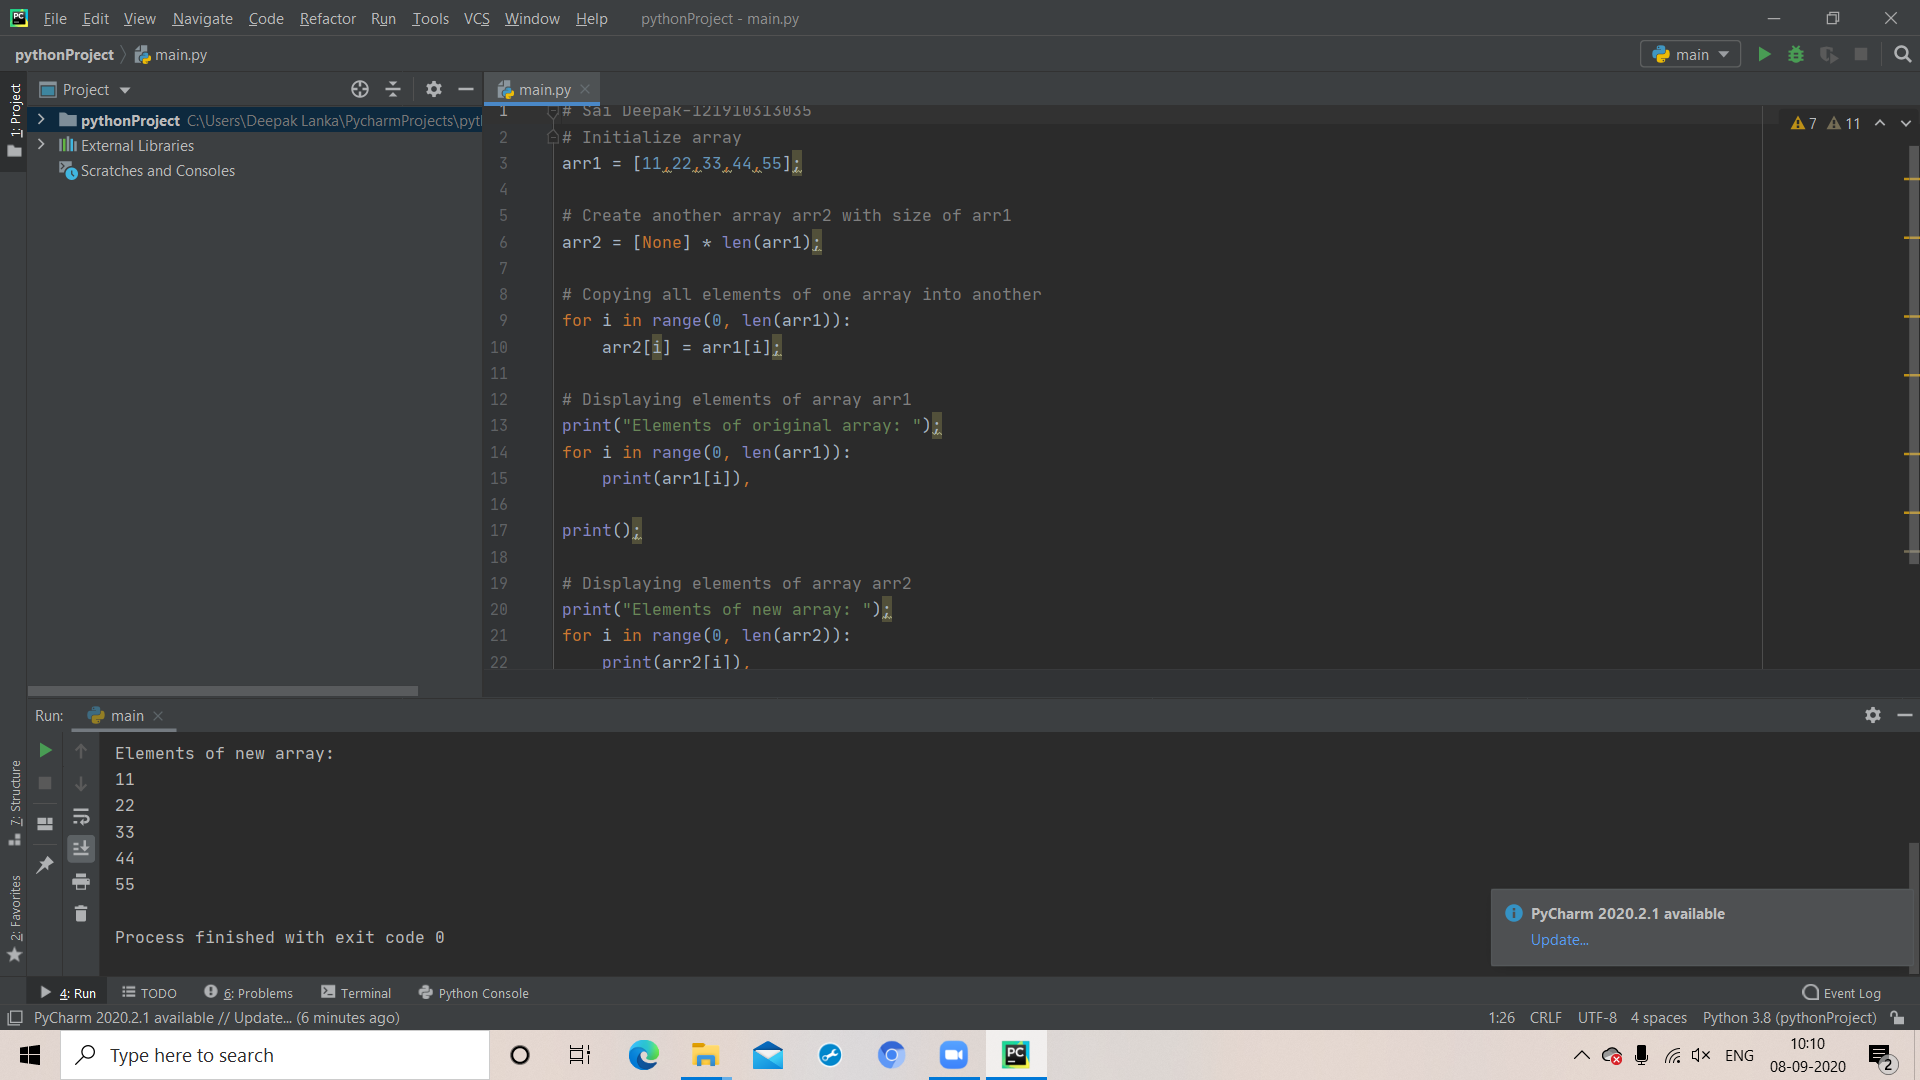 File Edit View Navigate Code Refactor Run Tools VCS Window Help pythonProject - main.py
pythonProject main.py main
Project
main.py
1: Project
pythonProject C:\Users\Deepak Lanka\PycharmProjects\pyt
External Libraries
Scratches and Consoles
7 11
1 # Sai Deepak-121910313035
2 # Initialize array
3 arr1 = [11,22,33,44,55];
4
5 # Create another array arr2 with size of arr1
6 arr2 = [None] * len(arr1);
7
8 # Copying all elements of one array into another
9 for i in range(0, len(arr1)):
10 arr2[i] = arr1[i];
11
12 # Displaying elements of array arr1
13 print("Elements of original array: ");
14 for i in range(0, len(arr1)):
15 print(arr1[i]),
16
17 print();
18
19 # Displaying elements of array arr2
20 print("Elements of new array: ");
21 for i in range(0, len(arr2)):
22 print(arr2[i]),
Run: main
7: Structure
2: Favorites
Elements of new array:
11
22
33
44
55
Process finished with exit code 0
PyCharm 2020.2.1 available
Update...
4: Run TODO 6: Problems Terminal Python Console Event Log
PyCharm 2020.2.1 available // Update... (6 minutes ago) 1:26 CRLF UTF-8 4 spaces Python 3.8 (pythonProject)
Type here to search
PC
ENG
10:10
08-09-2020
2